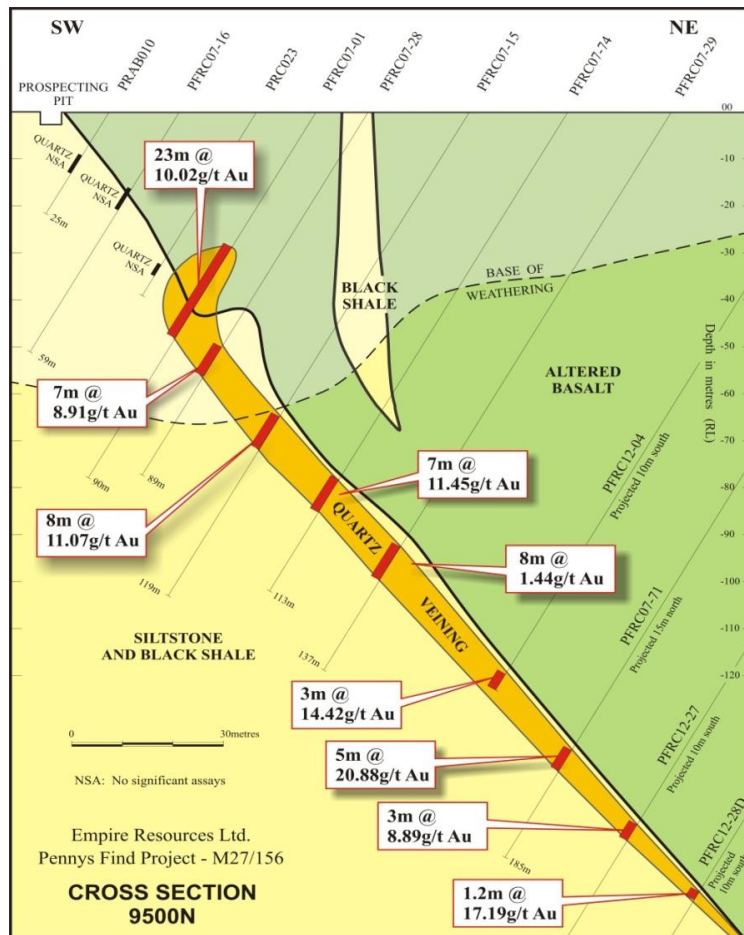 SW
NE
PRAB010
PFRC07-16
PRC023
PFRC07-01
PFRC07-28
PFRC07-15
PFRC07-74
PFRC07-29
PROSPECTING
PIT
00
-10
-20
-30
-40
-50
-60
-70
-80
-90
-100
-110
-120
Depth in metres (RL)
QUARTZ
NSA
QUARTZ
NSA
QUARTZ
NSA
25m
59m
90m
89m
119m
113m
137m
185m
23m @
10.02g/t Au
BLACK
SHALE
BASE OF
WEATHERING
ALTERED
BASALT
7m @
8.91g/t Au
8m @
11.07g/t Au
7m @
11.45g/t Au
8m @
1.44g/t Au
QUARTZ
VEINING
PFRC12-04
Projected 10m south
PFRC07-71
Projected 15m north
PFRC12-27
Projected 10m south
PFRC12-28D
Projected
10m south
SILTSTONE
AND BLACK SHALE
3m @
14.42g/t Au
5m @
20.88g/t Au
3m @
8.89g/t Au
1.2m @
17.19g/t Au
0
30metres
NSA: No significant assays
Empire Resources Ltd.
Pennys Find Project - M27/156
CROSS SECTION
9500N